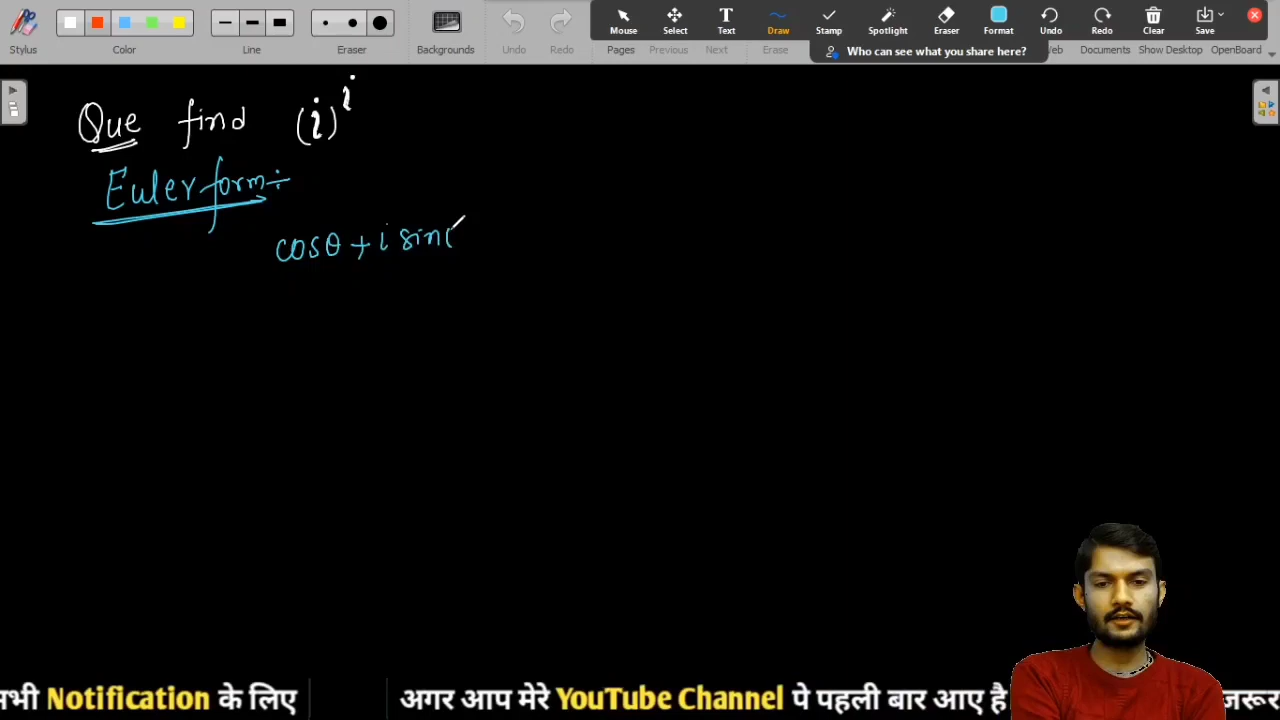 Stylus
Color
Line
Eraser
Backgrounds
Undo
Redo
Mouse
Select
Text
Draw
Stamp
Spotlight
Eraser
Format
Undo
Redo
Clear
Save
Pages
Previous
Next
Erase
Who can see what you share here?
Documents
Show Desktop
OpenBoard
Que find (i)^i
Euler form÷
cosθ + i sin
Notification के लिए
अगर आप मेरे YouTube Channel पे पहली बार आए है